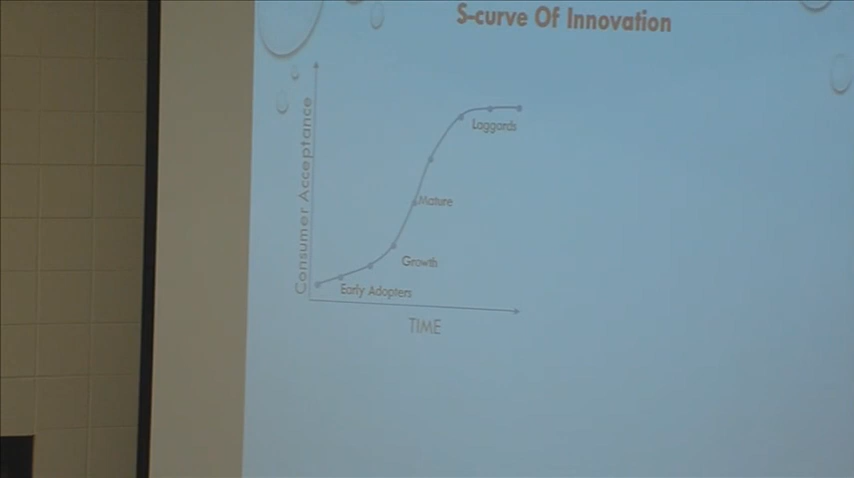 S-curve Of Innovation
Consumer Acceptance
Laggards
Mature
Growth
Early Adopters
TIME